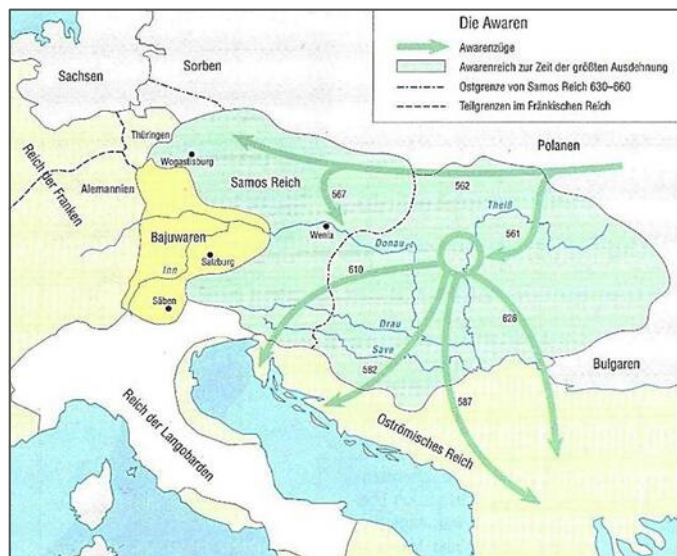 Die Awaren
Awarenzüge
Awarenreich zur Zeit der größten Ausdehnung
Ostgrenze von Samos Reich 630–660
Teilgrenzen im Fränkischen Reich
Sachsen
Sorben
Thüringen
Wogastisburg
Polanen
Reich der Franken
Alemannien
Samos Reich
567
562
Theiß
Bajuwaren
Wenia
Donau
561
Inn
Salzburg
610
Säben
Drau
626
Save
582
Bulgaren
587
Reich der Langobarden
Oströmisches Reich